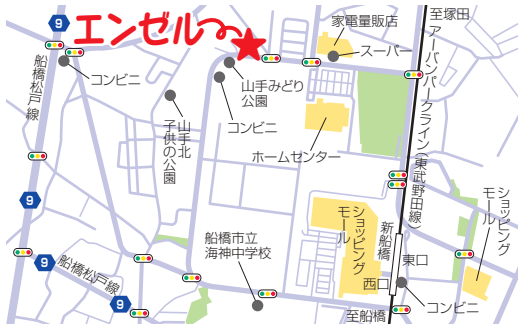 エンゼル
家電量販店
至塚田
スーパー
アーバンパークライン(東武野田線)
9
船橋松戸線
コンビニ
山手みどり
公園
コンビニ
山手北
子供の公園
ホームセンター
ショッピング
モール
新船橋
東口
西口
ショッピング
モール
コンビニ
至船橋
船橋市立
海神中学校
9
9
船橋松戸線
9